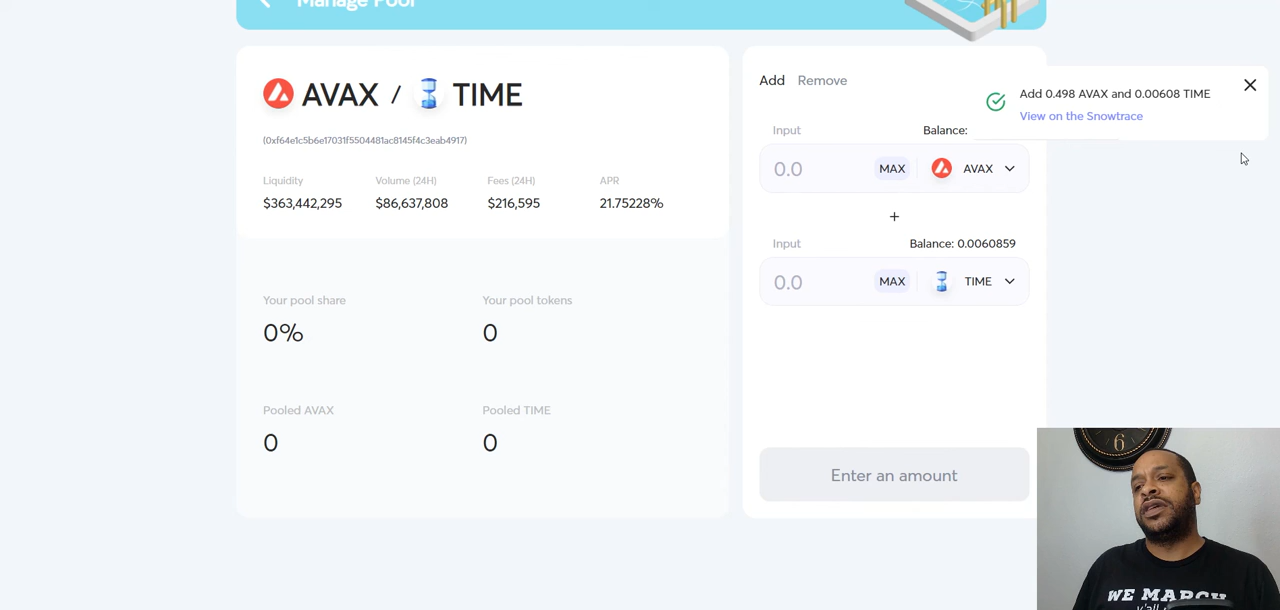 Manage Pool
AVAX / TIME
(0xf64e1c5b6e17031f5504481ac8145f4c3eab4917)
Liquidity Volume (24H) Fees (24H) APR
$363,442,295 $86,637,808 $216,595 21.75228%
Your pool share Your pool tokens
0% 0
Pooled AVAX Pooled TIME
0 0
Add Remove
Add 0.498 AVAX and 0.00608 TIME
View on the Snowtrace
Input Balance:
0.0 MAX AVAX
+
Input Balance: 0.0060859
0.0 MAX TIME
Enter an amount
6
WE MARCH
y'all